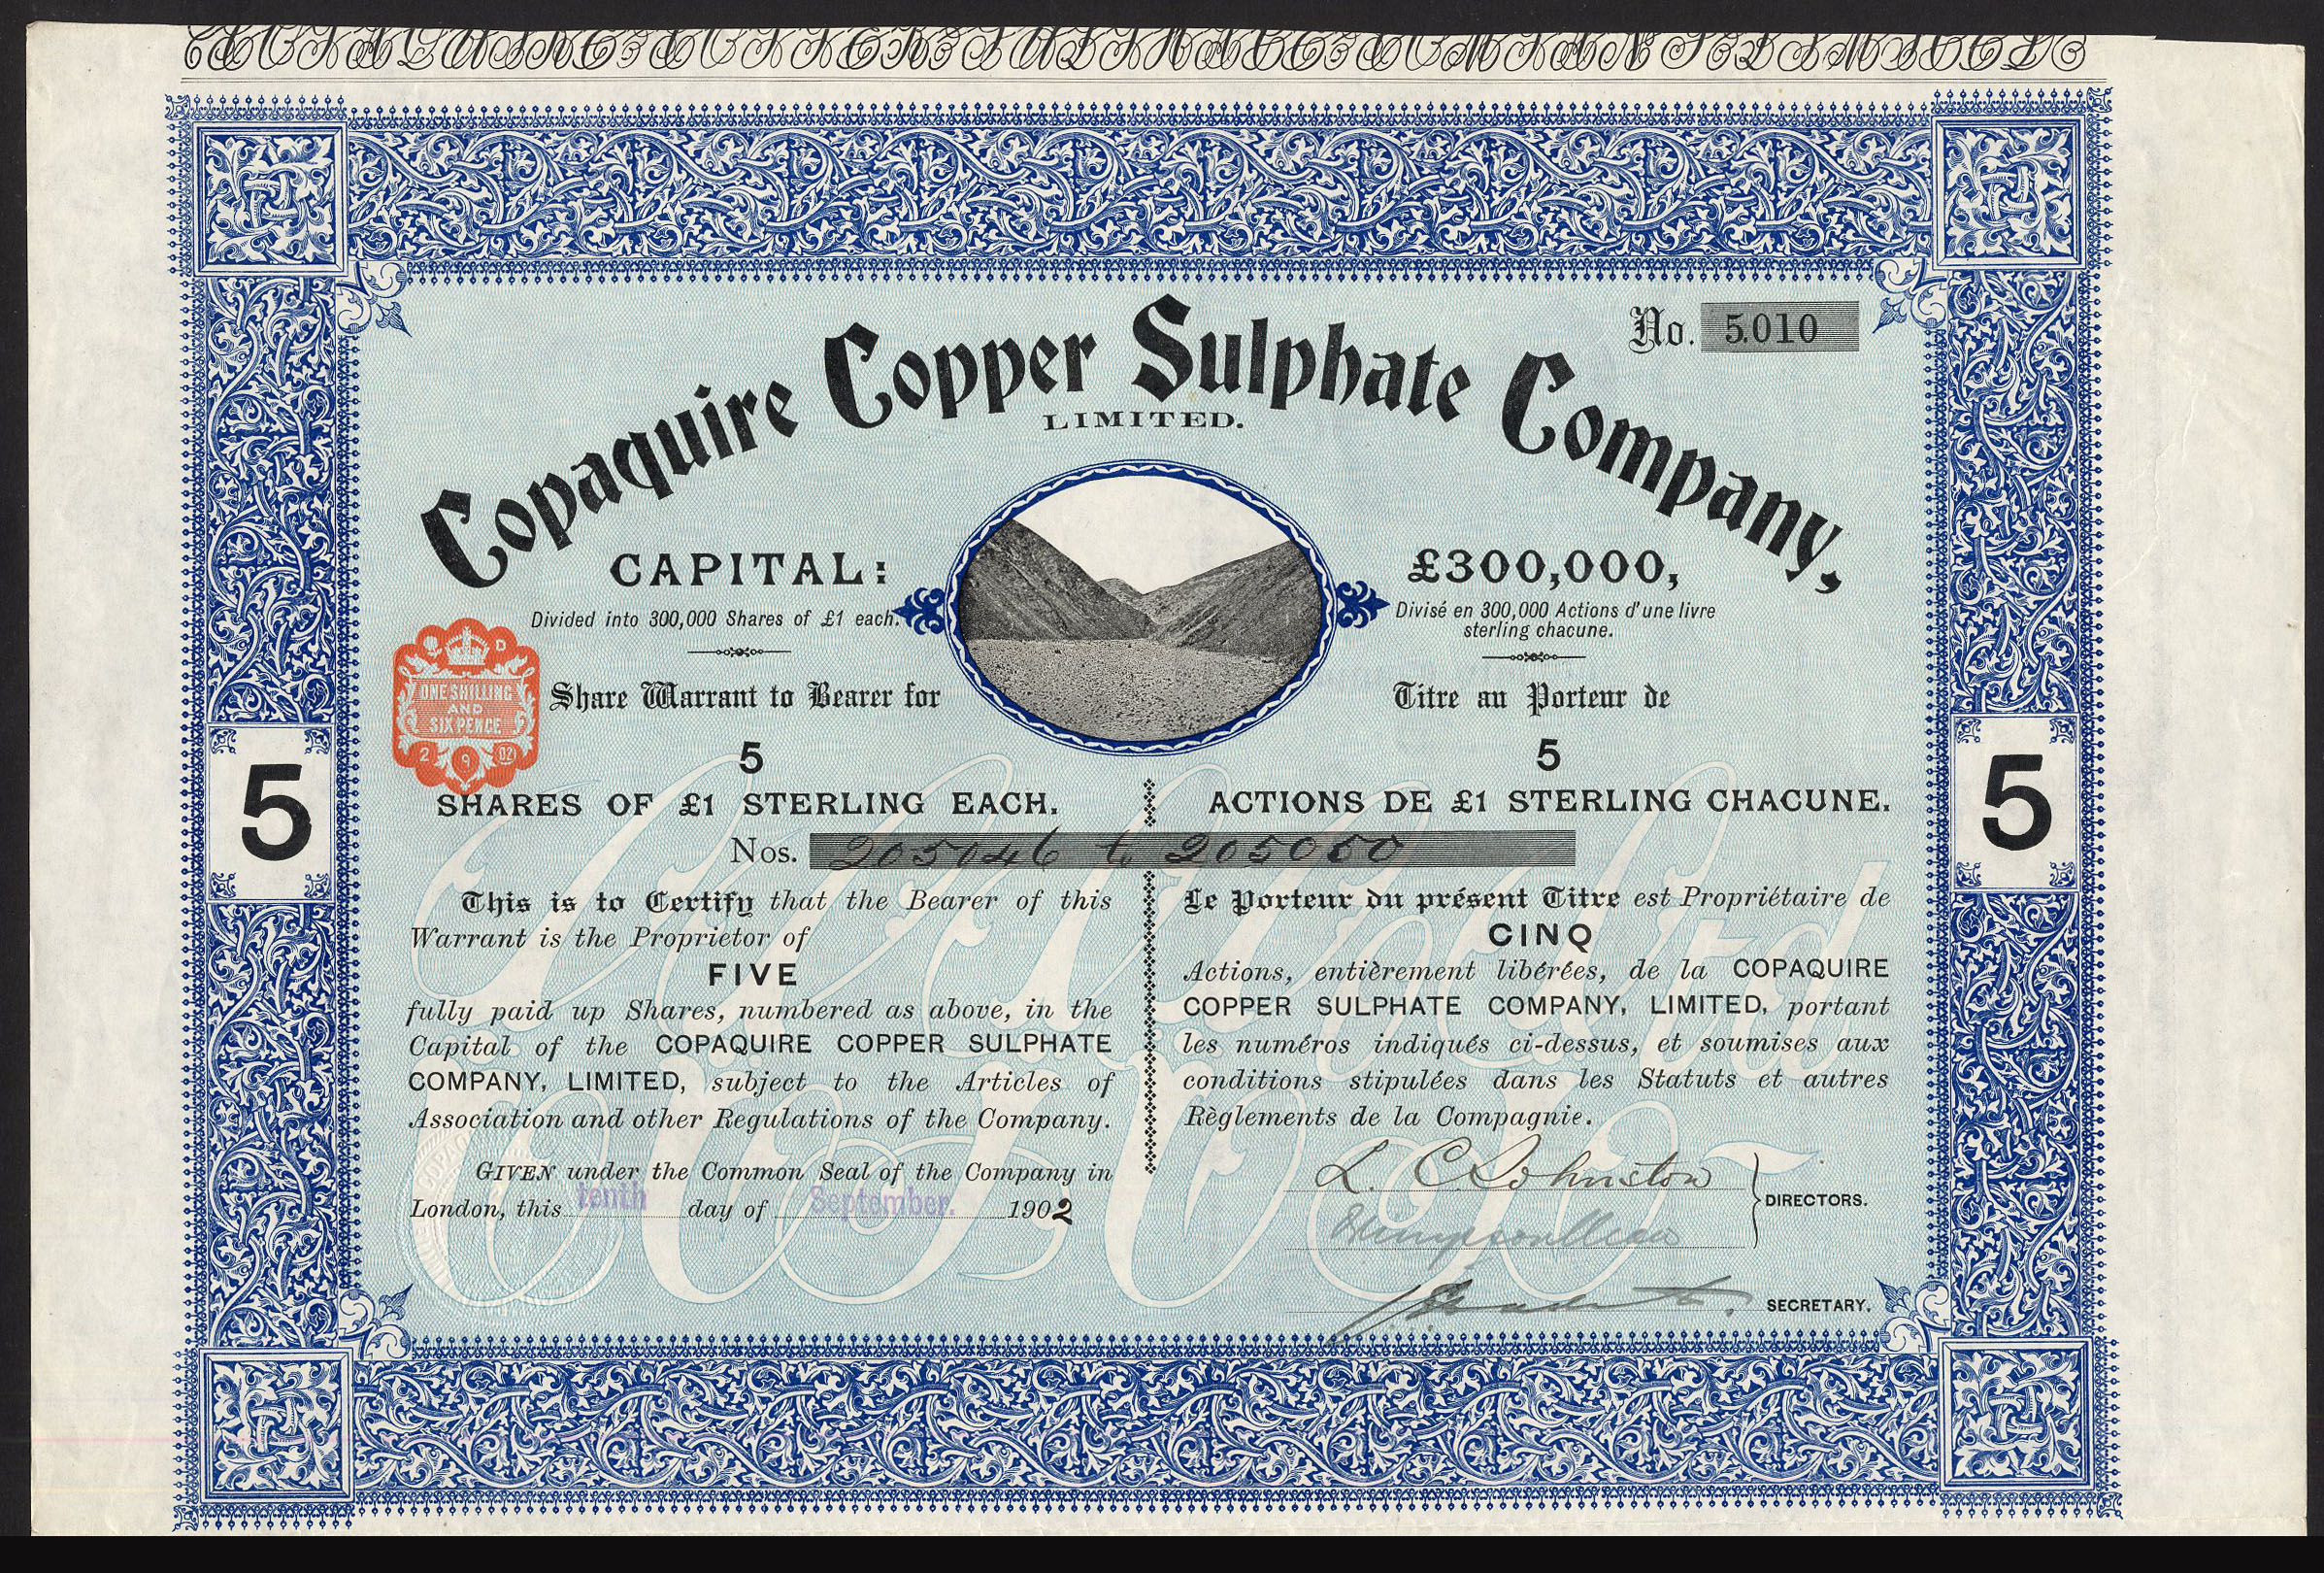 No. 5.010
Copaquire Copper Sulphate Company,
LIMITED.
CAPITAL:
£300,000,
Divided into 300,000 Shares of £1 each.
Divisé en 300,000 Actions d'une livre
sterling chacune.
D
ONE SHILLING
AND
SIX PENCE
2 9 02
Share Warrant to Bearer for
5
SHARES OF £1 STERLING EACH.
Titre au Porteur de
5
ACTIONS DE £1 STERLING CHACUNE.
Nos. 205046 to 205050
5
5
This is to Certify that the Bearer of this
Warrant is the Proprietor of
FIVE
fully paid up Shares, numbered as above, in the
Capital of the COPAQUIRE COPPER SULPHATE
COMPANY, LIMITED, subject to the Articles of
Association and other Regulations of the Company.
GIVEN under the Common Seal of the Company in
London, this tenth day of September. 1902
Le Porteur du présent Titre est Propriétaire de
CINQ
Actions, entièrement libérées, de la COPAQUIRE
COPPER SULPHATE COMPANY, LIMITED, portant
les numéros indiqués ci-dessus, et soumises aux
conditions stipulées dans les Statuts et autres
Règlements de la Compagnie.
L. C. Johnston
DIRECTORS.
SECRETARY.